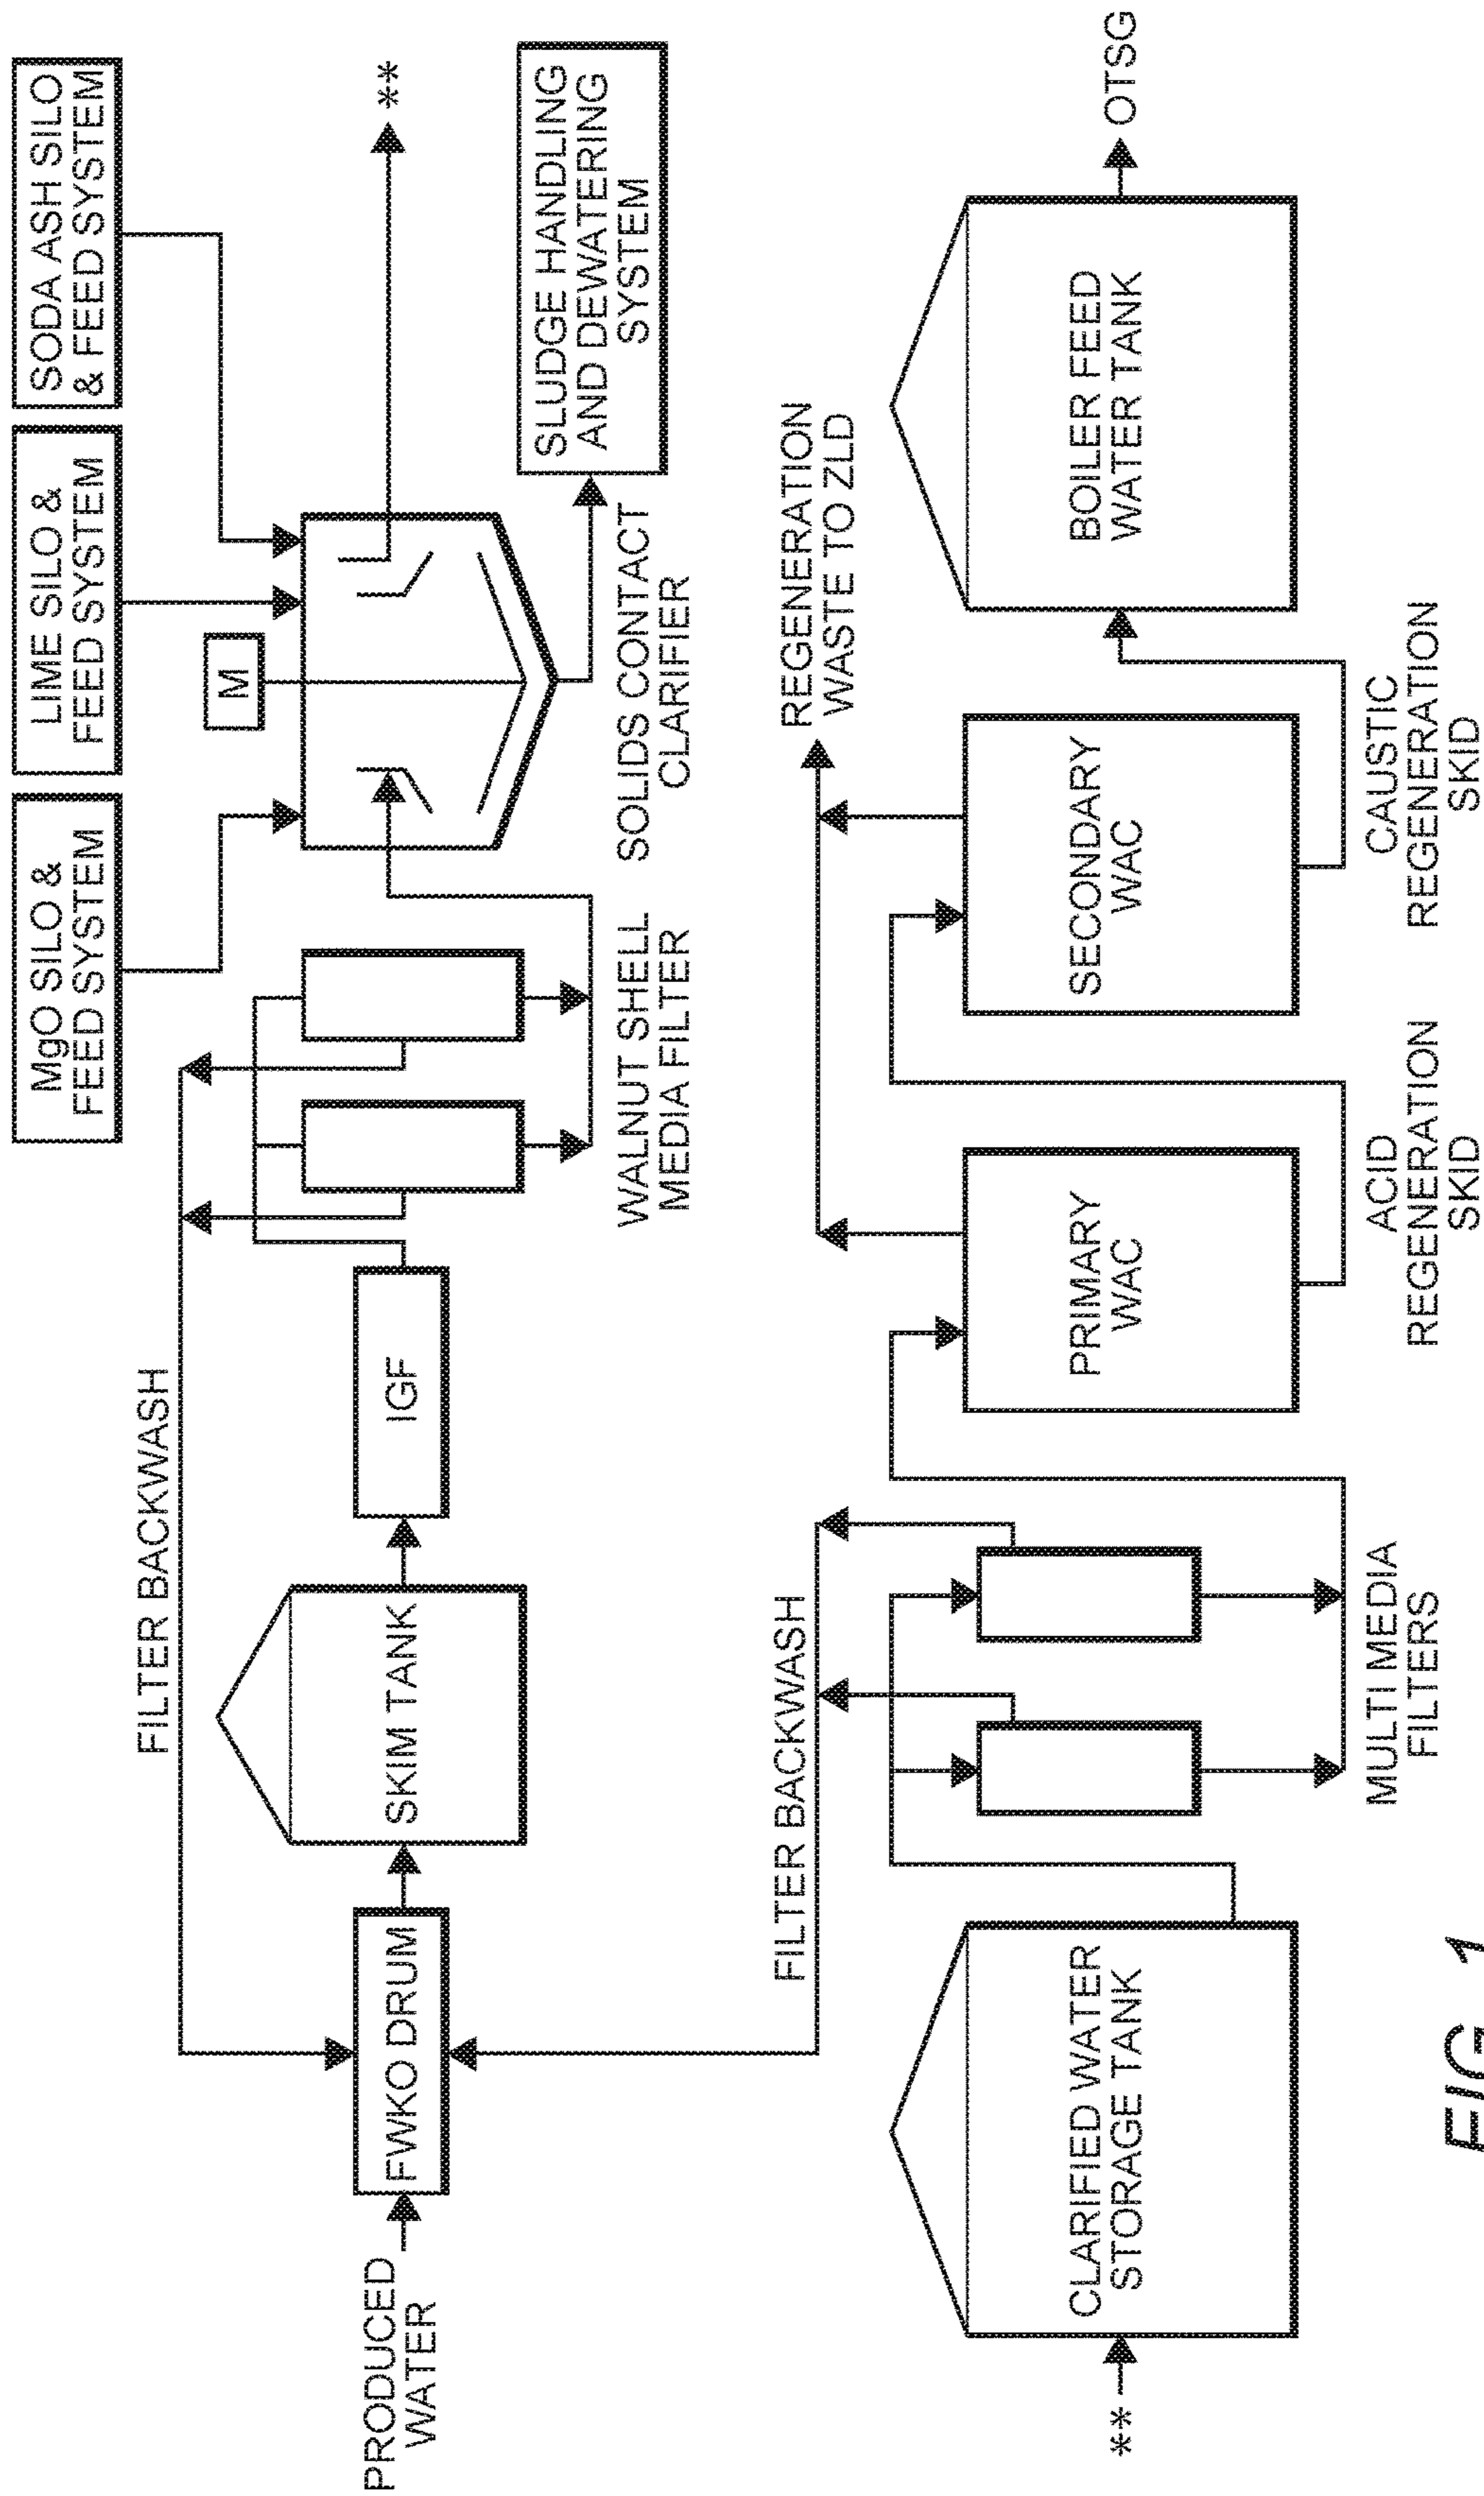 MgO SILO &
FEED SYSTEM
LIME SILO &
FEED SYSTEM
SODA ASH SILO
& FEED SYSTEM
FILTER BACKWASH
M
**
PRODUCED
WATER
FWKO DRUM
SKIM TANK
IGF
WALNUT SHELL
MEDIA FILTER
SOLIDS CONTACT
CLARIFIER
SLUDGE HANDLING
AND DEWATERING
SYSTEM
FILTER BACKWASH
REGENERATION
WASTE TO ZLD
**
CLARIFIED WATER
STORAGE TANK
PRIMARY
WAC
SECONDARY
WAC
BOILER FEED
WATER TANK
OTSG
MULTI MEDIA
FILTERS
ACID
REGENERATION
SKID
CAUSTIC
REGENERATION
SKID
FIG. 1